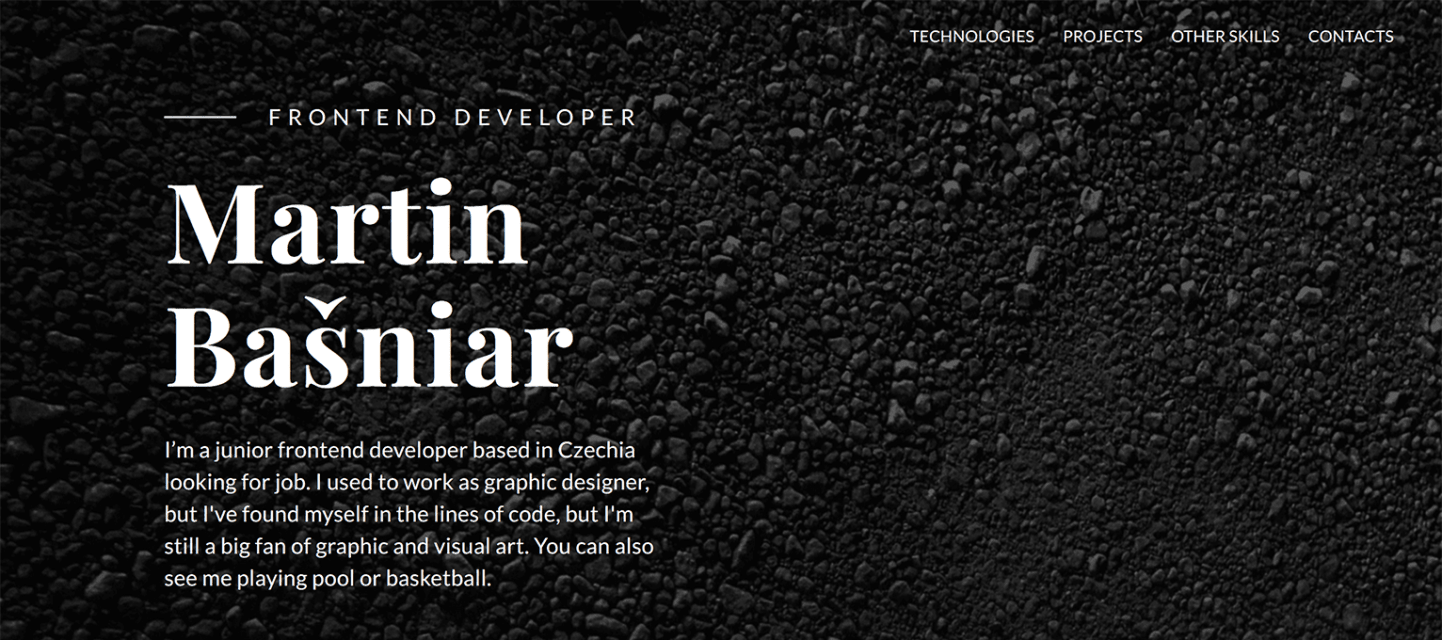 TECHNOLOGIES PROJECTS OTHER SKILLS CONTACTS
FRONTEND DEVELOPER
Martin
Bašniar
I’m a junior frontend developer based in Czechia
looking for job. I used to work as graphic designer,
but I've found myself in the lines of code, but I'm
still a big fan of graphic and visual art. You can also
see me playing pool or basketball.